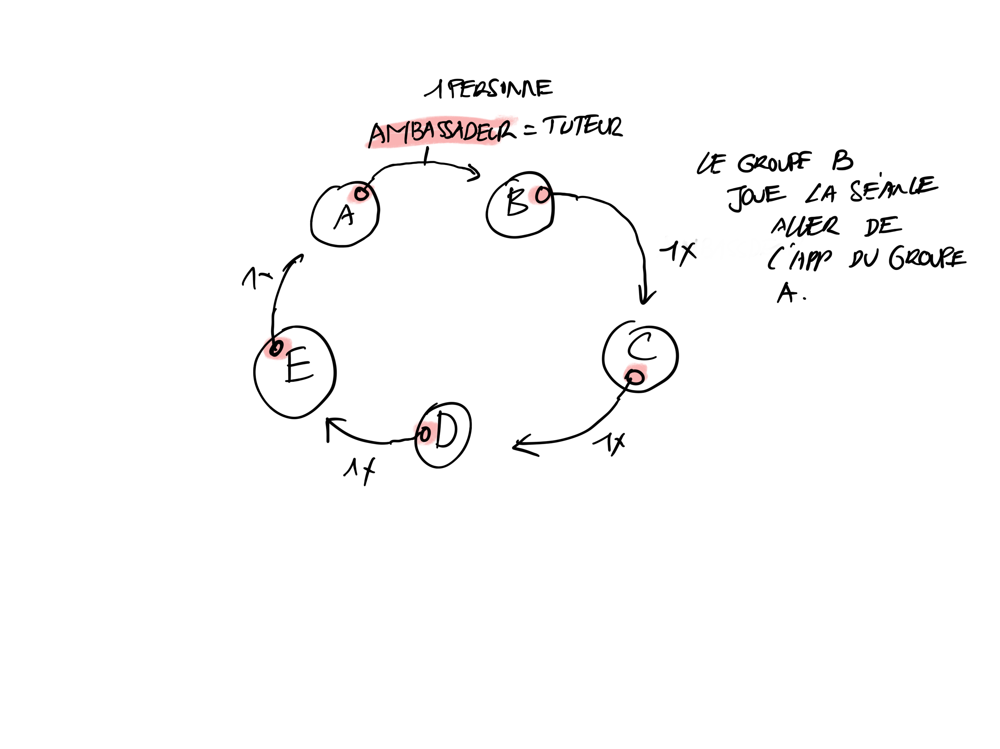 1 PERSONNE
AMBASSADEUR = TUTEUR
LE GROUPE B
JOUE LA SÉANCE
ALLER DE
L'APP DU GROUPE
A.
A
B
1X
1X
E
C
D
1X
1X